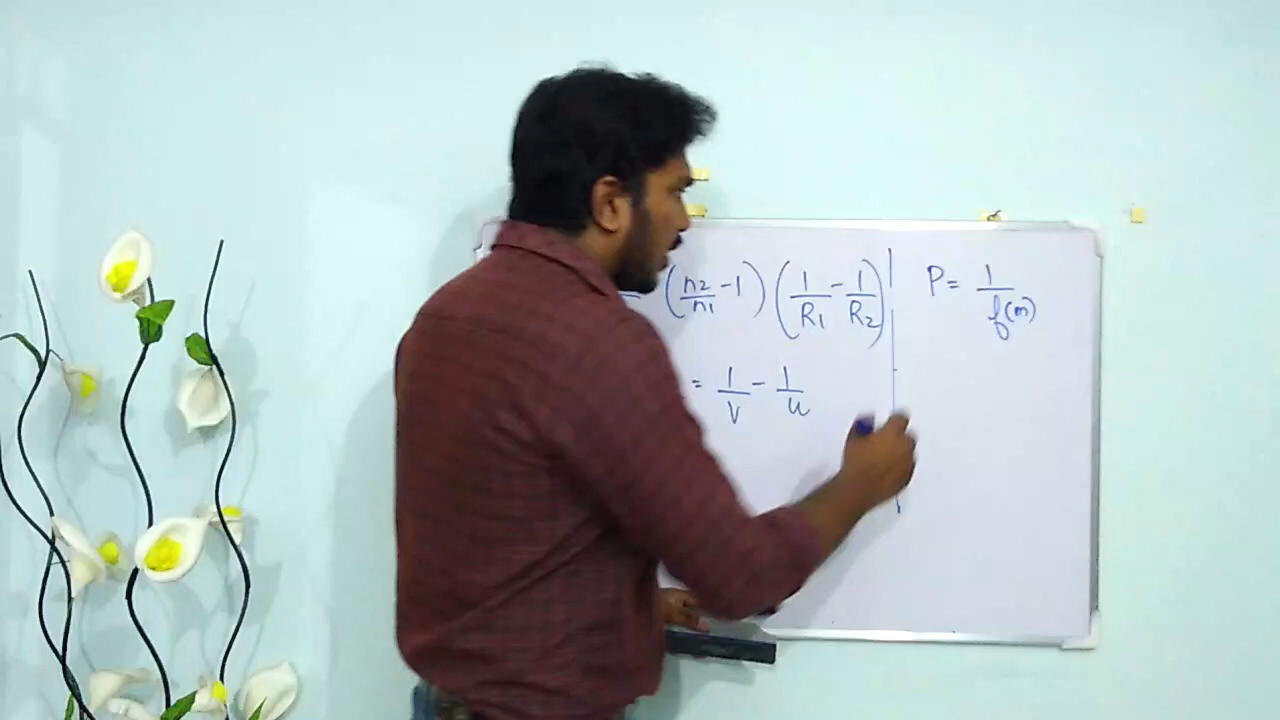 (n2/n1 - 1) (1/R1 - 1/R2)
= 1/v - 1/u
P = 1/f(m)